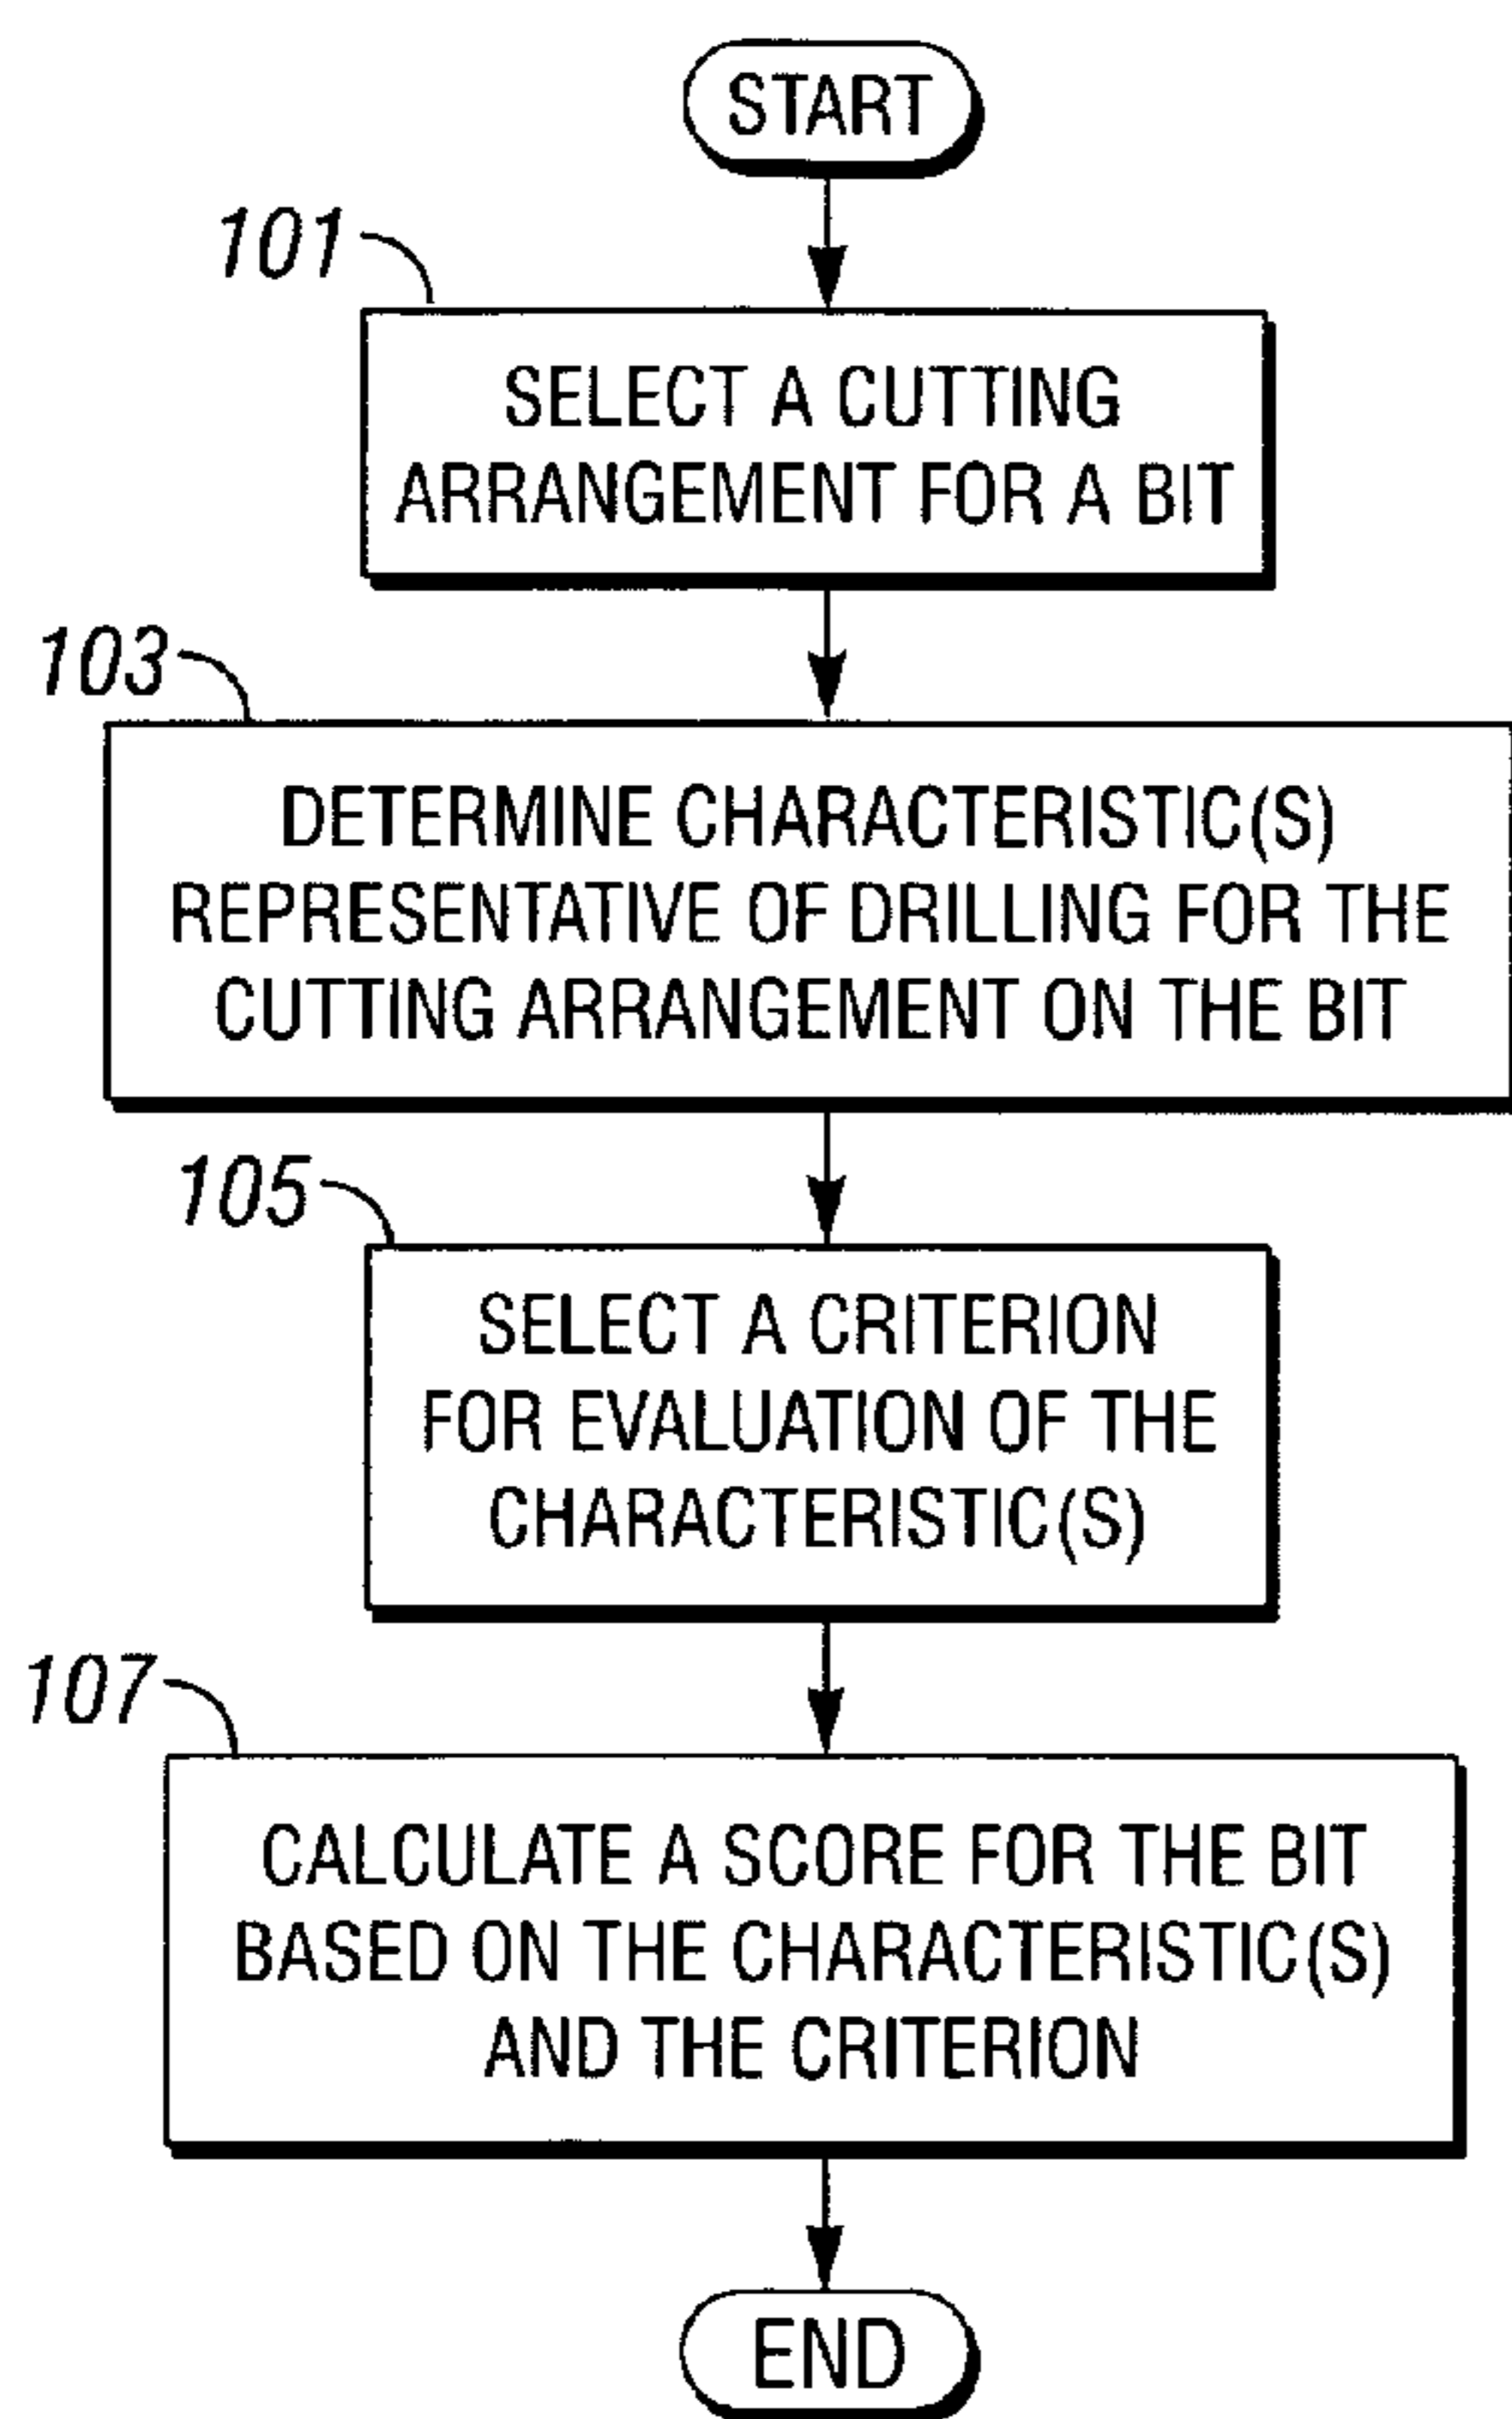 START
101
SELECT A CUTTING
ARRANGEMENT FOR A BIT
103
DETERMINE CHARACTERISTIC(S)
REPRESENTATIVE OF DRILLING FOR THE
CUTTING ARRANGEMENT ON THE BIT
105
SELECT A CRITERION
FOR EVALUATION OF THE
CHARACTERISTIC(S)
107
CALCULATE A SCORE FOR THE BIT
BASED ON THE CHARACTERISTIC(S)
AND THE CRITERION
END